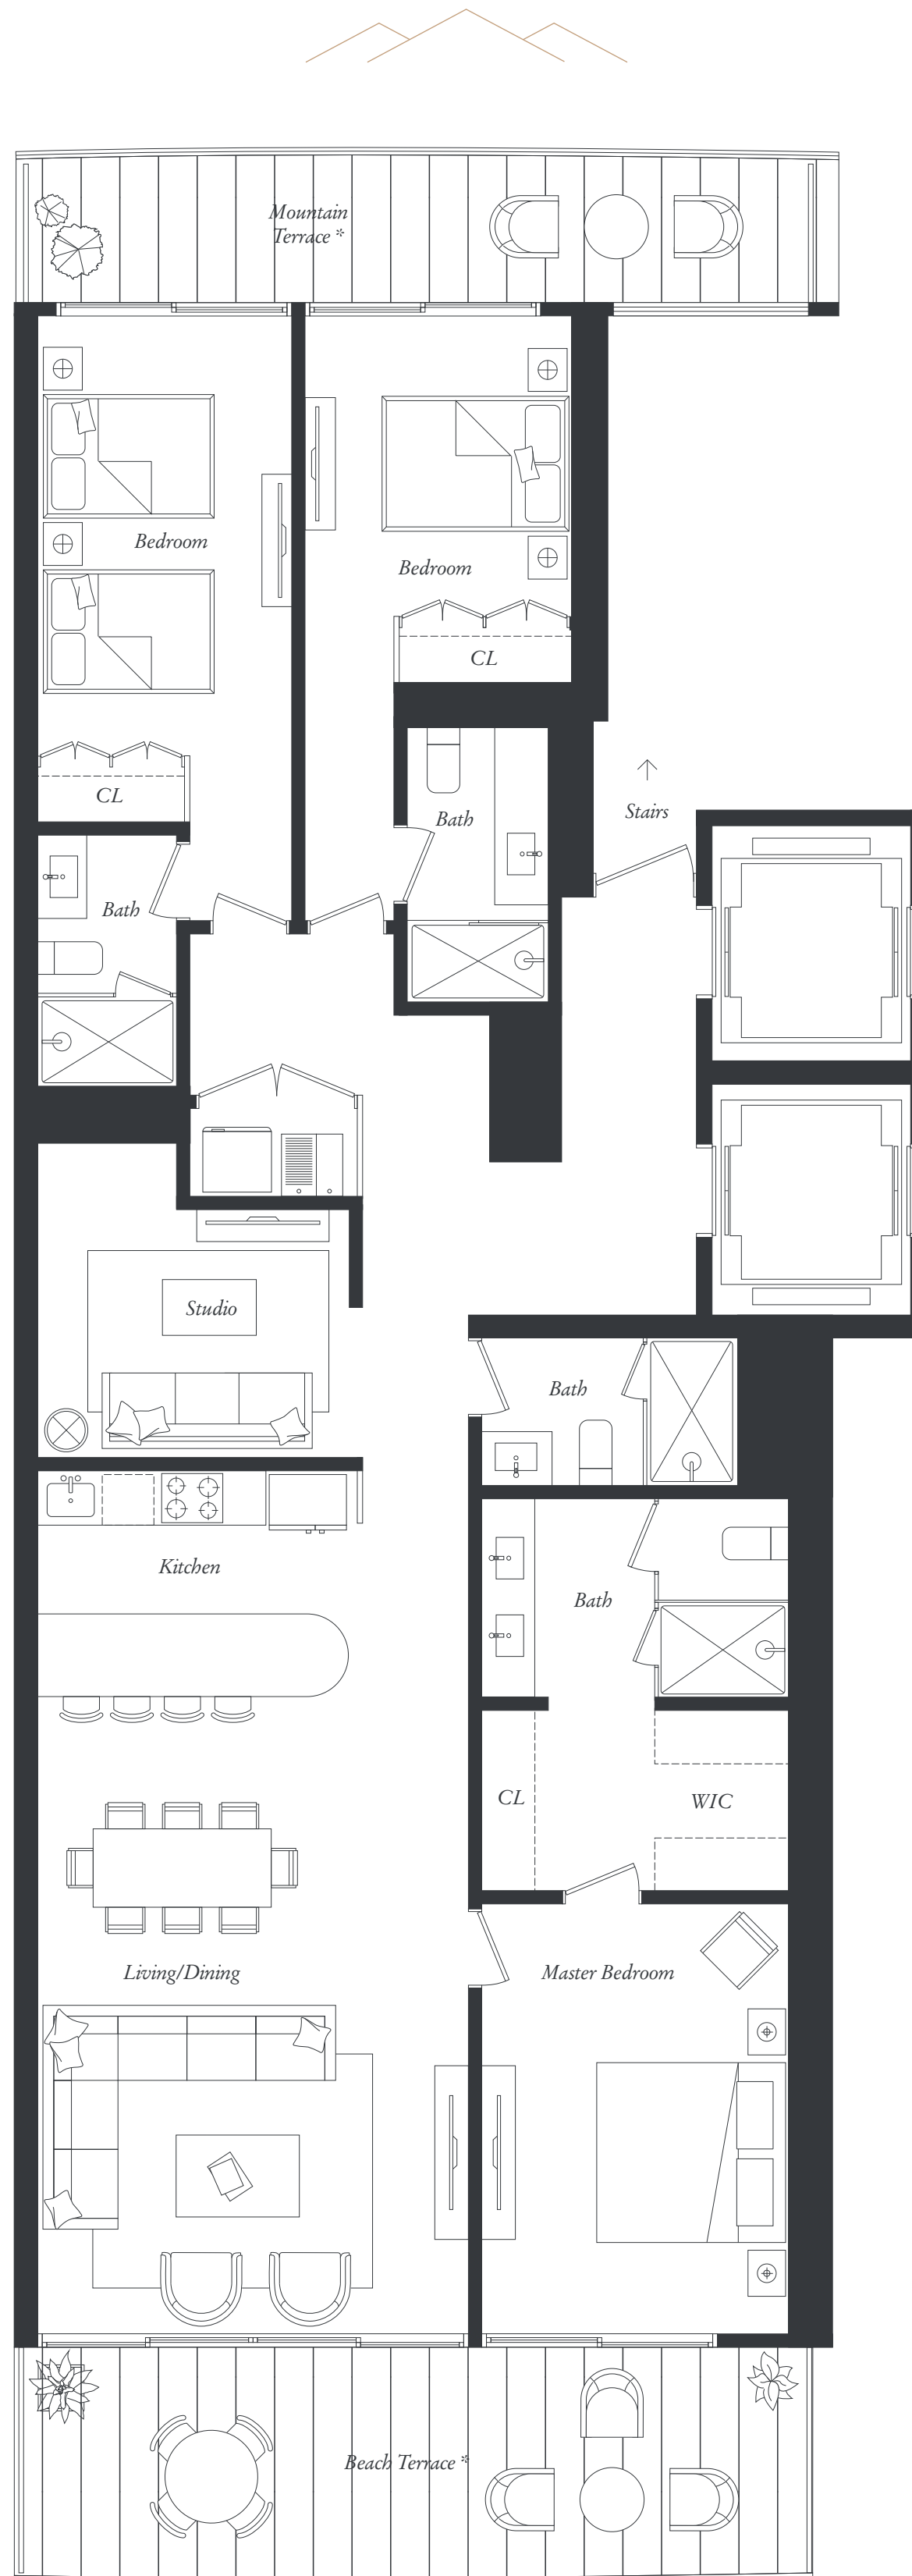 Mountain
Terrace *
Bedroom
Bedroom
CL
CL
Stairs
Bath
Bath
Studio
Bath
Kitchen
Bath
CL
WIC
Living/Dining
Master Bedroom
Beach Terrace *